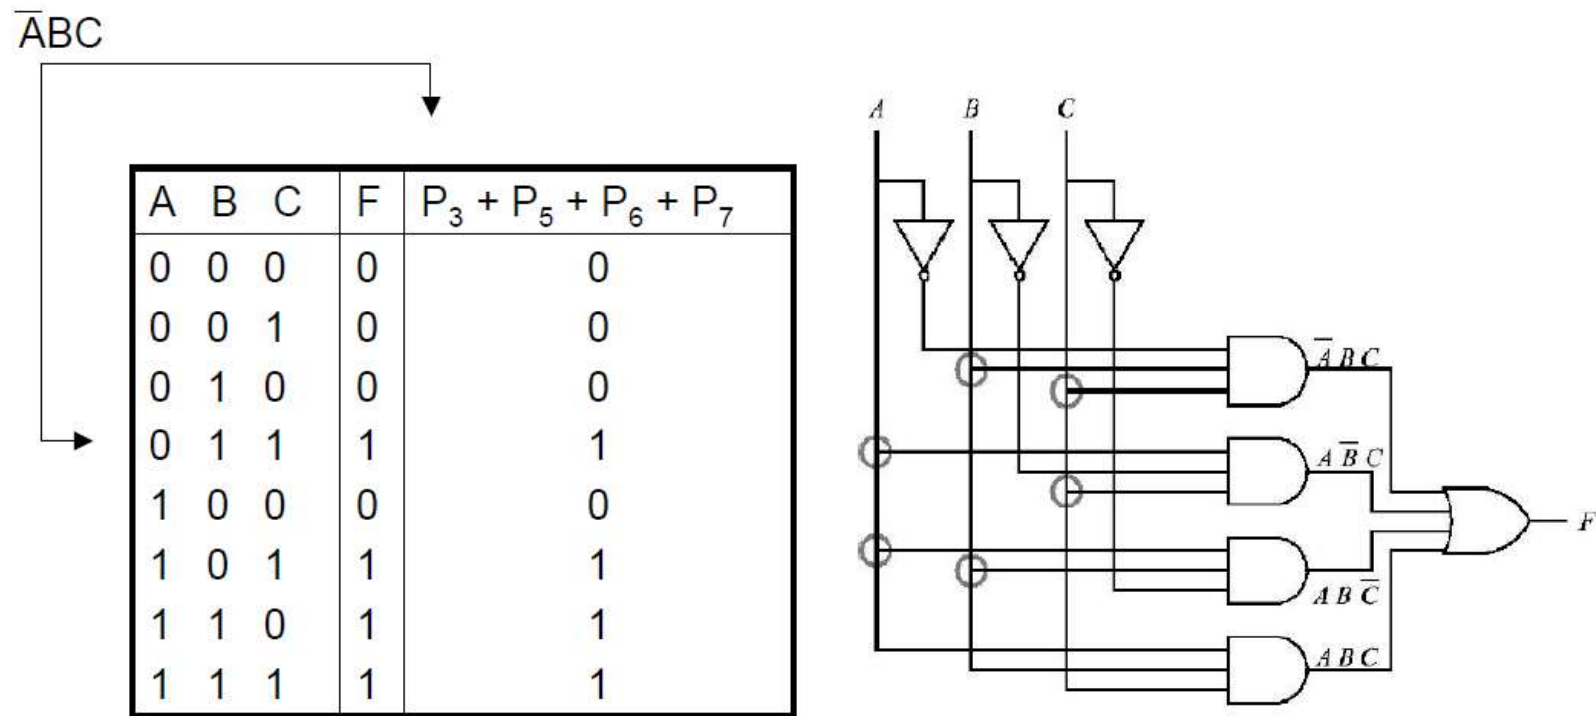 A̅BC
A B C F P₃ + P₅ + P₆ + P₇
0 0 0 0 0
0 0 1 0 0
0 1 0 0 0
0 1 1 1 1
1 0 0 0 0
1 0 1 1 1
1 1 0 1 1
1 1 1 1 1
A B C
A̅ B C
A B̅ C
F
A B C̅
A B C